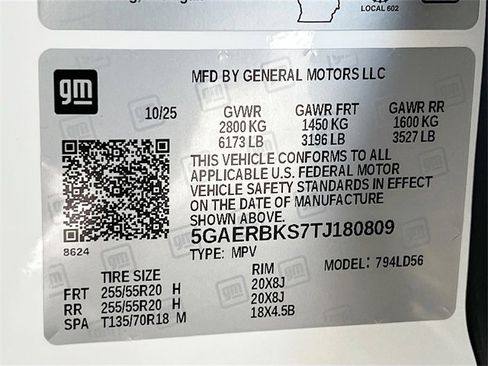 LOCAL 602
gm
MFD BY GENERAL MOTORS LLC
10/25 GVWR GAWR FRT GAWR RR
2800 KG 1450 KG 1600 KG
6173 LB 3196 LB 3527 LB
THIS VEHICLE CONFORMS TO ALL
APPLICABLE U.S. FEDERAL MOTOR
VEHICLE SAFETY STANDARDS IN EFFECT
ON THE DATE OF MANUFACTURE
SHOWN ABOVE.
8624
5GAERBKS7TJ180809
TYPE: MPV MODEL: 794LD56
TIRE SIZE RIM
FRT 255/55R20 H 20X8J
RR 255/55R20 H 20X8J
SPA T135/70R18 M 18X4.5B